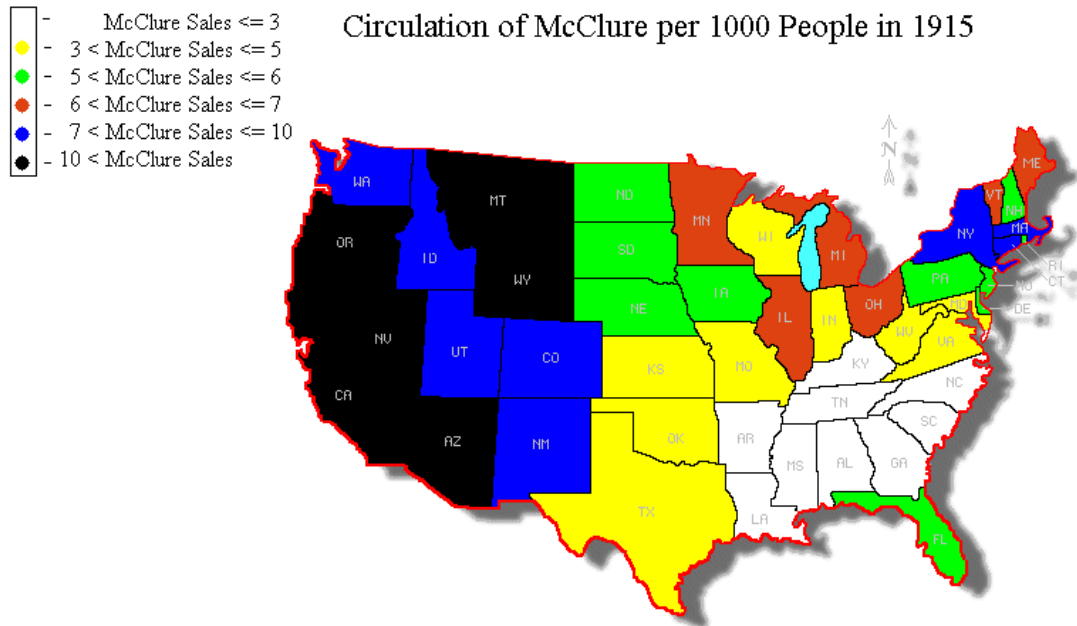 Circulation of McClure per 1000 People in 1915
- McClure Sales <= 3
- 3 < McClure Sales <= 5
- 5 < McClure Sales <= 6
- 6 < McClure Sales <= 7
- 7 < McClure Sales <= 10
- 10 < McClure Sales
N
WA
MT
ND
MN
ME
VT
NH
OR
ID
SD
WI
MI
NY
MA
WY
RI
CT
NE
IA
PA
NJ
DE
NV
UT
CO
IL
IN
OH
MD
WV
VA
KS
MO
KY
CA
NC
TN
AZ
NM
OK
AR
SC
MS
AL
GA
TX
LA
FL